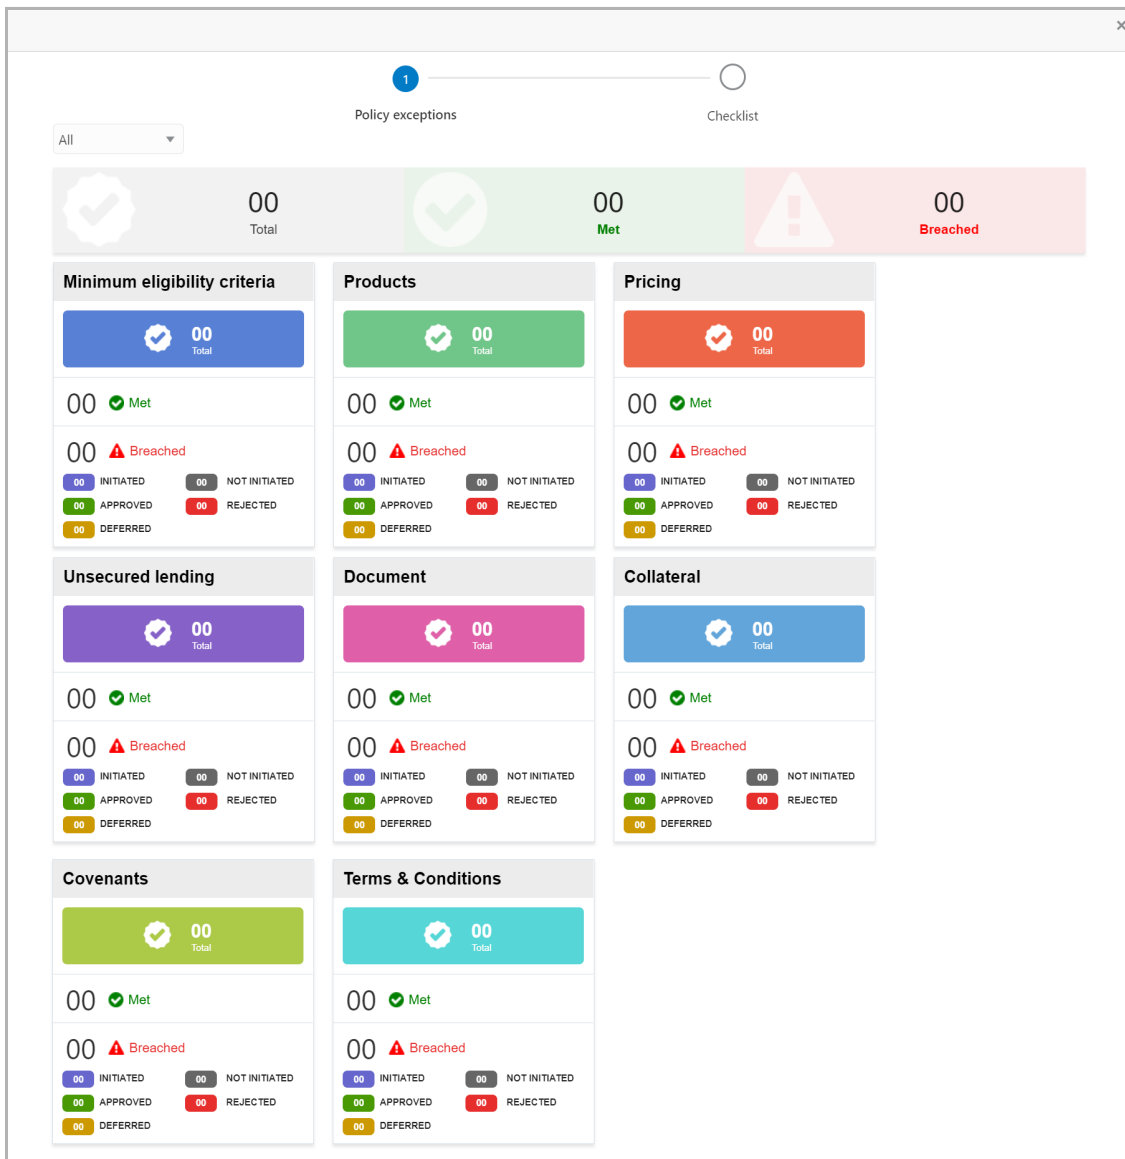 ×
1
Policy exceptions
Checklist
All
00
Total
00
Met
00
Breached
Minimum eligibility criteria
00
Total
00 Met
00 Breached
00 INITIATED 00 NOT INITIATED
00 APPROVED 00 REJECTED
00 DEFERRED
Products
00
Total
00 Met
00 Breached
00 INITIATED 00 NOT INITIATED
00 APPROVED 00 REJECTED
00 DEFERRED
Pricing
00
Total
00 Met
00 Breached
00 INITIATED 00 NOT INITIATED
00 APPROVED 00 REJECTED
00 DEFERRED
Unsecured lending
00
Total
00 Met
00 Breached
00 INITIATED 00 NOT INITIATED
00 APPROVED 00 REJECTED
00 DEFERRED
Document
00
Total
00 Met
00 Breached
00 INITIATED 00 NOT INITIATED
00 APPROVED 00 REJECTED
00 DEFERRED
Collateral
00
Total
00 Met
00 Breached
00 INITIATED 00 NOT INITIATED
00 APPROVED 00 REJECTED
00 DEFERRED
Covenants
00
Total
00 Met
00 Breached
00 INITIATED 00 NOT INITIATED
00 APPROVED 00 REJECTED
00 DEFERRED
Terms & Conditions
00
Total
00 Met
00 Breached
00 INITIATED 00 NOT INITIATED
00 APPROVED 00 REJECTED
00 DEFERRED